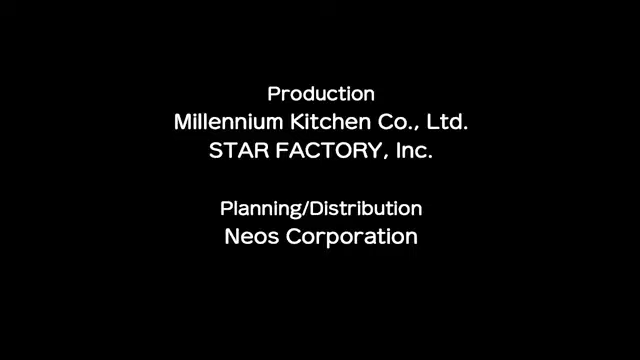 Production
Millennium Kitchen Co., Ltd.
STAR FACTORY, Inc.
Planning/Distribution
Neos Corporation